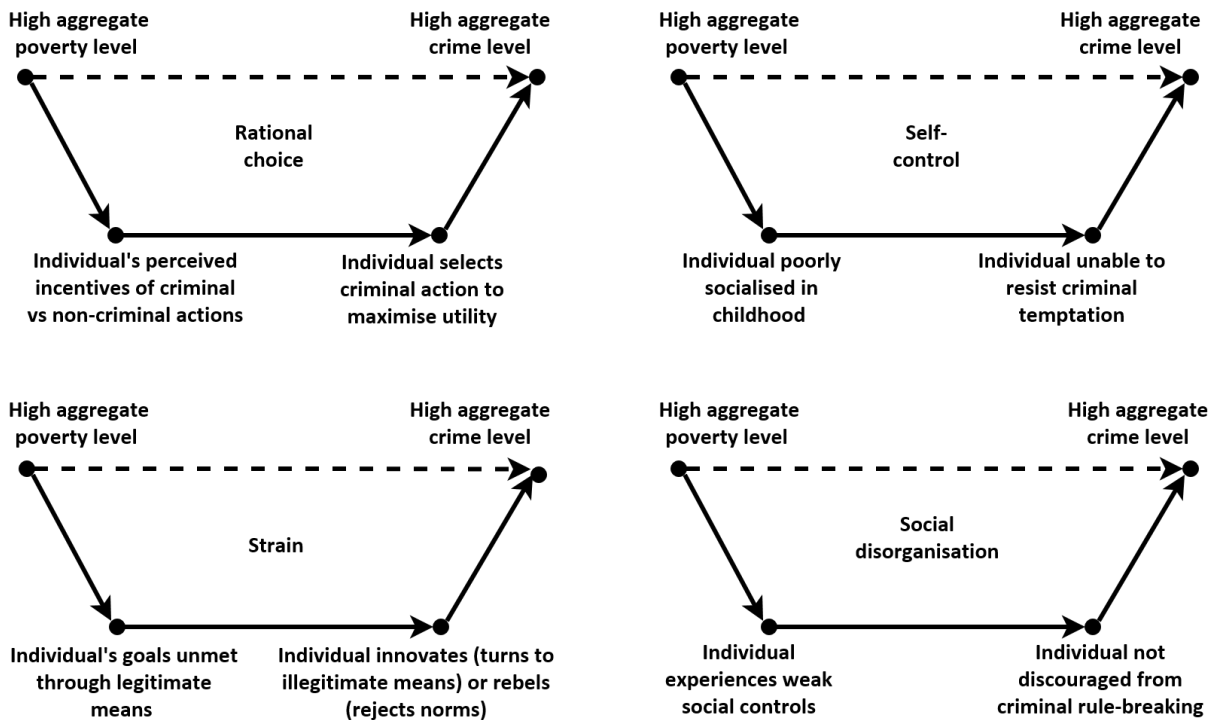 High aggregate
poverty level
High aggregate
crime level
Rational
choice
Individual's perceived
incentives of criminal
vs non-criminal actions
Individual selects
criminal action to
maximise utility
High aggregate
poverty level
High aggregate
crime level
Self-
control
Individual poorly
socialised in
childhood
Individual unable to
resist criminal
temptation
High aggregate
poverty level
High aggregate
crime level
Strain
Individual's goals unmet
through legitimate
means
Individual innovates (turns to
illegitimate means) or rebels
(rejects norms)
High aggregate
poverty level
High aggregate
crime level
Social
disorganisation
Individual
experiences weak
social controls
Individual not
discouraged from
criminal rule-breaking